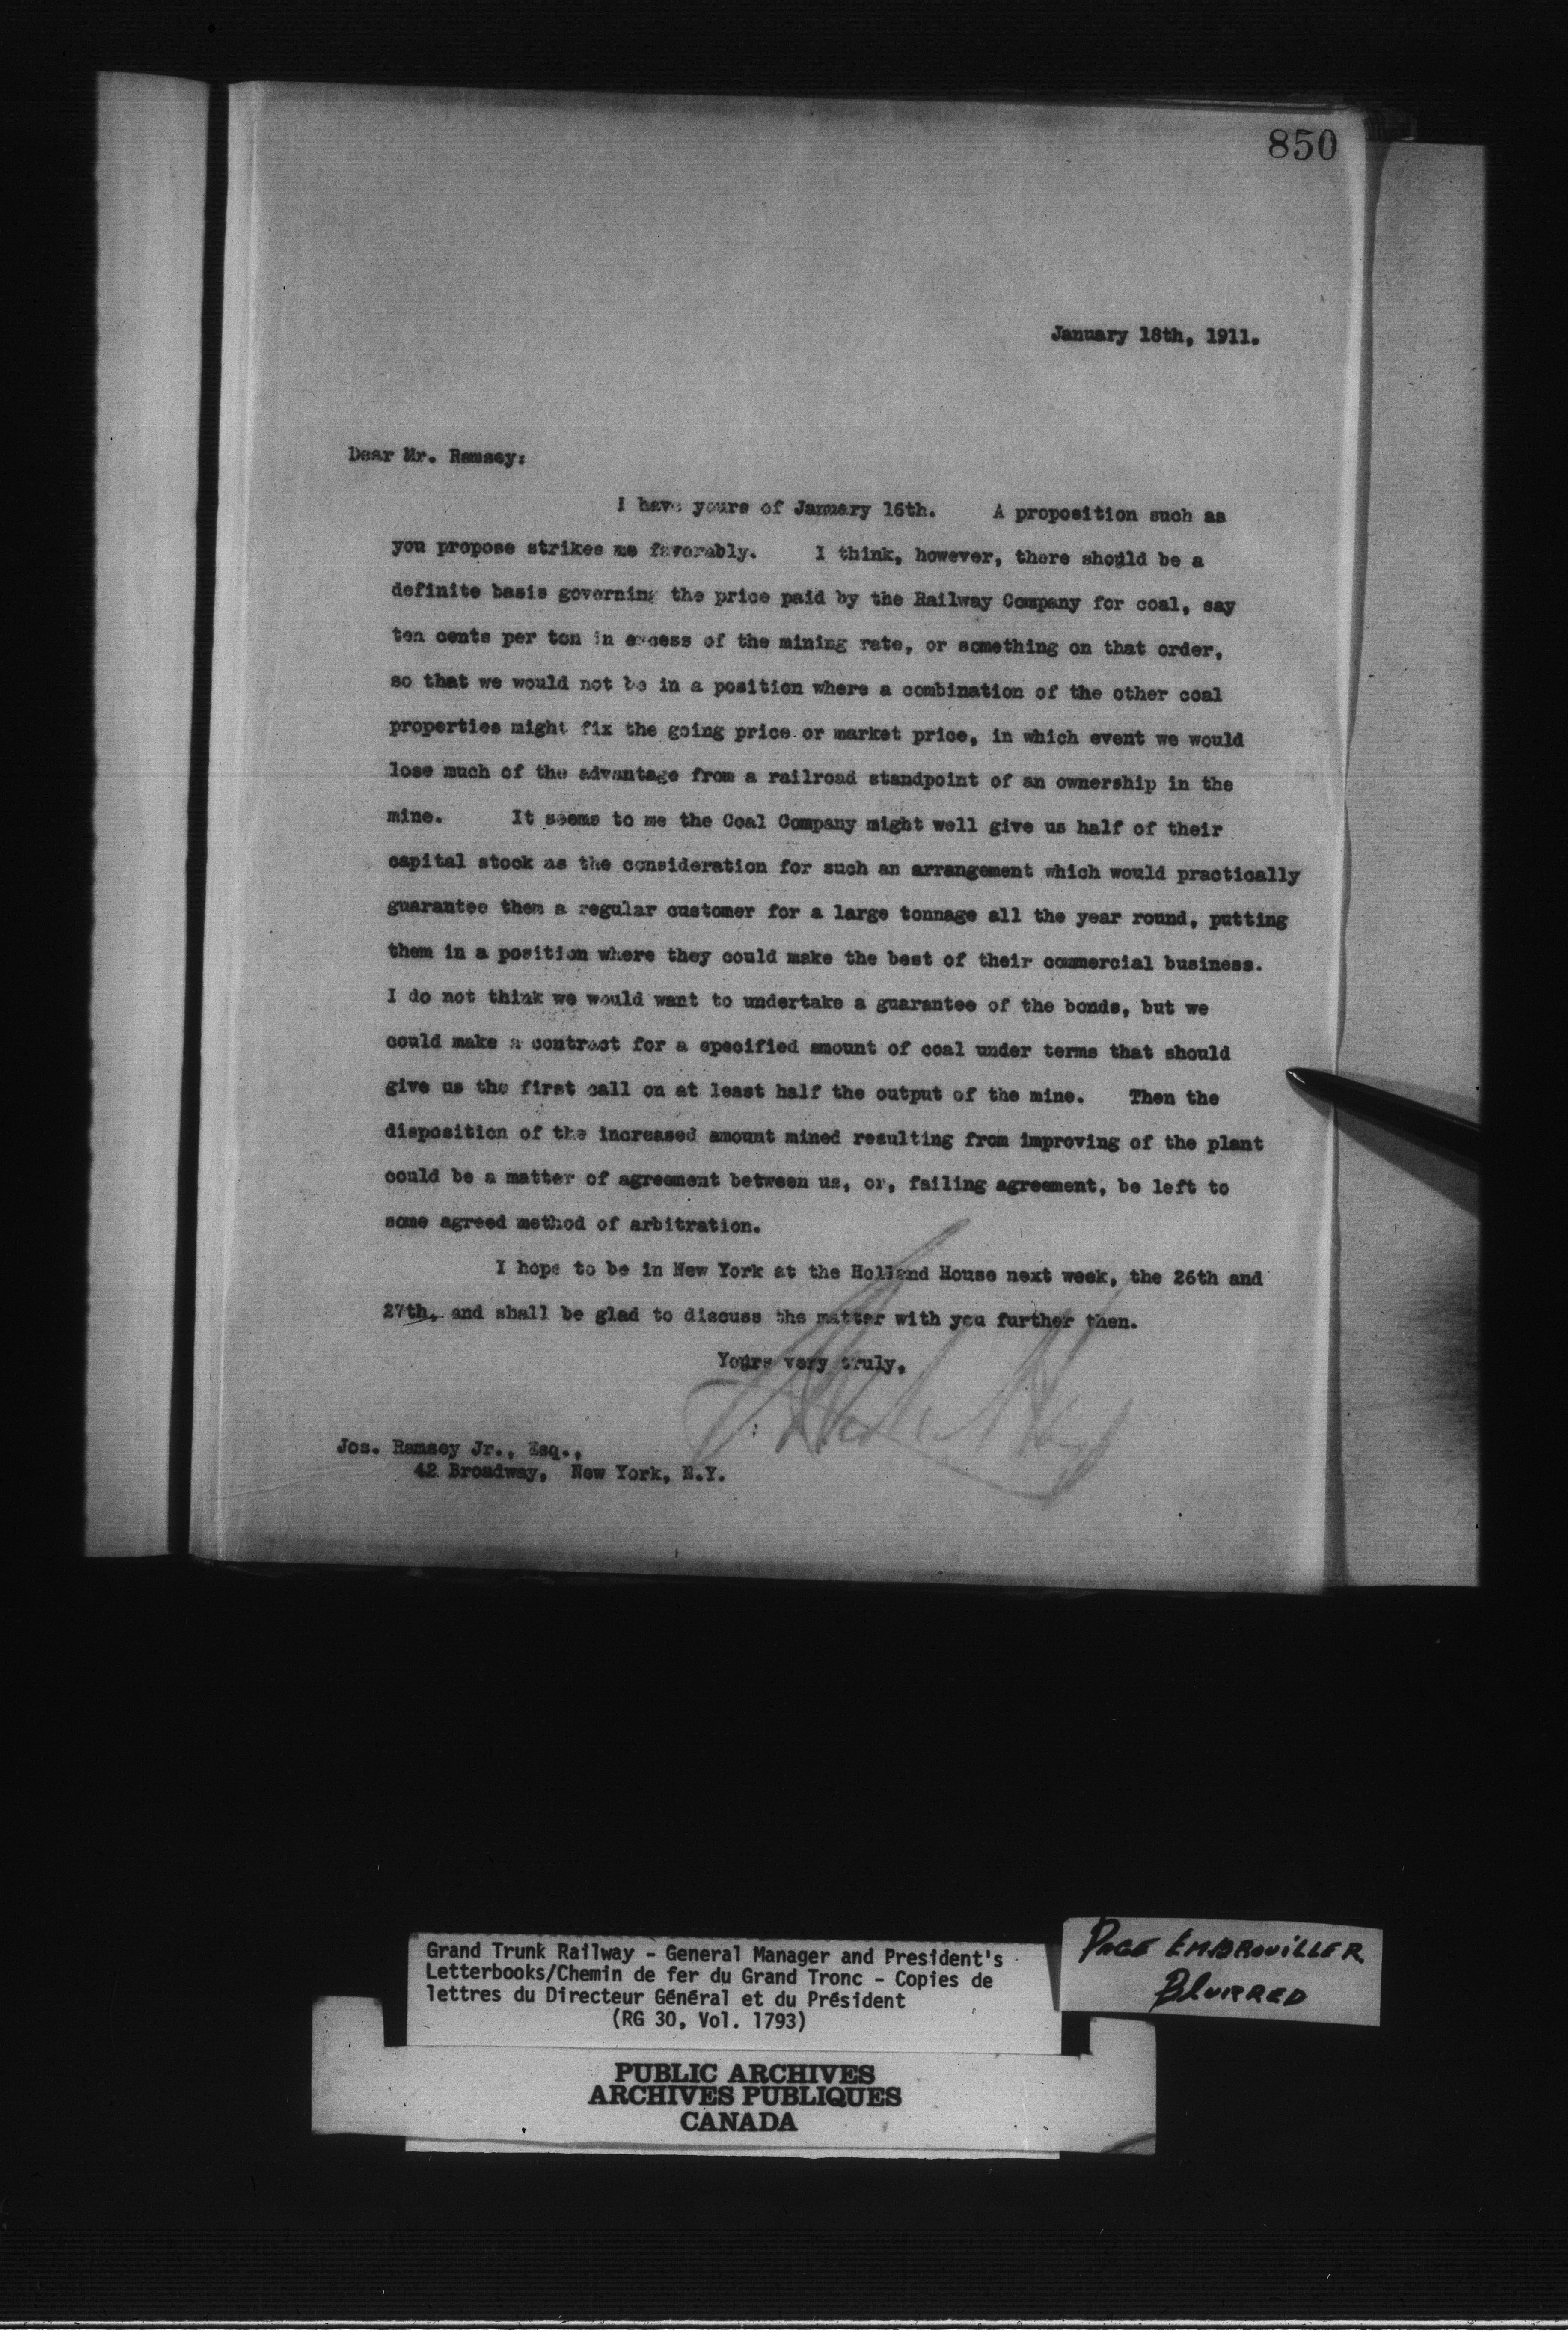 850
January 18th, 1911.
Dear Mr. Ramsey:
I have yours of January 16th. A proposition such as
you propose strikes me favorably. I think, however, there should be a
definite basis governing the price paid by the Railway Company for coal, say
ten cents per ton in excess of the mining rate, or something on that order,
so that we would not be in a position where a combination of the other coal
properties might fix the going price or market price, in which event we would
lose much of the advantage from a railroad standpoint of an ownership in the
mine. It seems to me the Coal Company might well give us half of their
capital stock as the consideration for such an arrangement which would practically
guarantee them a regular customer for a large tonnage all the year round, putting
them in a position where they could make the best of their commercial business.
I do not think we would want to undertake a guarantee of the bonds, but we
could make a contract for a specified amount of coal under terms that should
give us the first call on at least half the output of the mine. Then the
disposition of the increased amount mined resulting from improving of the plant
could be a matter of agreement between us, or, failing agreement, be left to
some agreed method of arbitration.
I hope to be in New York at the Holland House next week, the 26th and
27th, and shall be glad to discuss the matter with you further then.
Yours very truly,
Jos. Ramsey Jr., Esq.,
42 Broadway, New York, N.Y.
Grand Trunk Railway - General Manager and President's
Letterbooks/Chemin de fer du Grand Tronc - Copies de
lettres du Directeur Général et du Président
(RG 30, Vol. 1793)
PAGE EMBROUILLER
BLURRED
PUBLIC ARCHIVES
ARCHIVES PUBLIQUES
CANADA